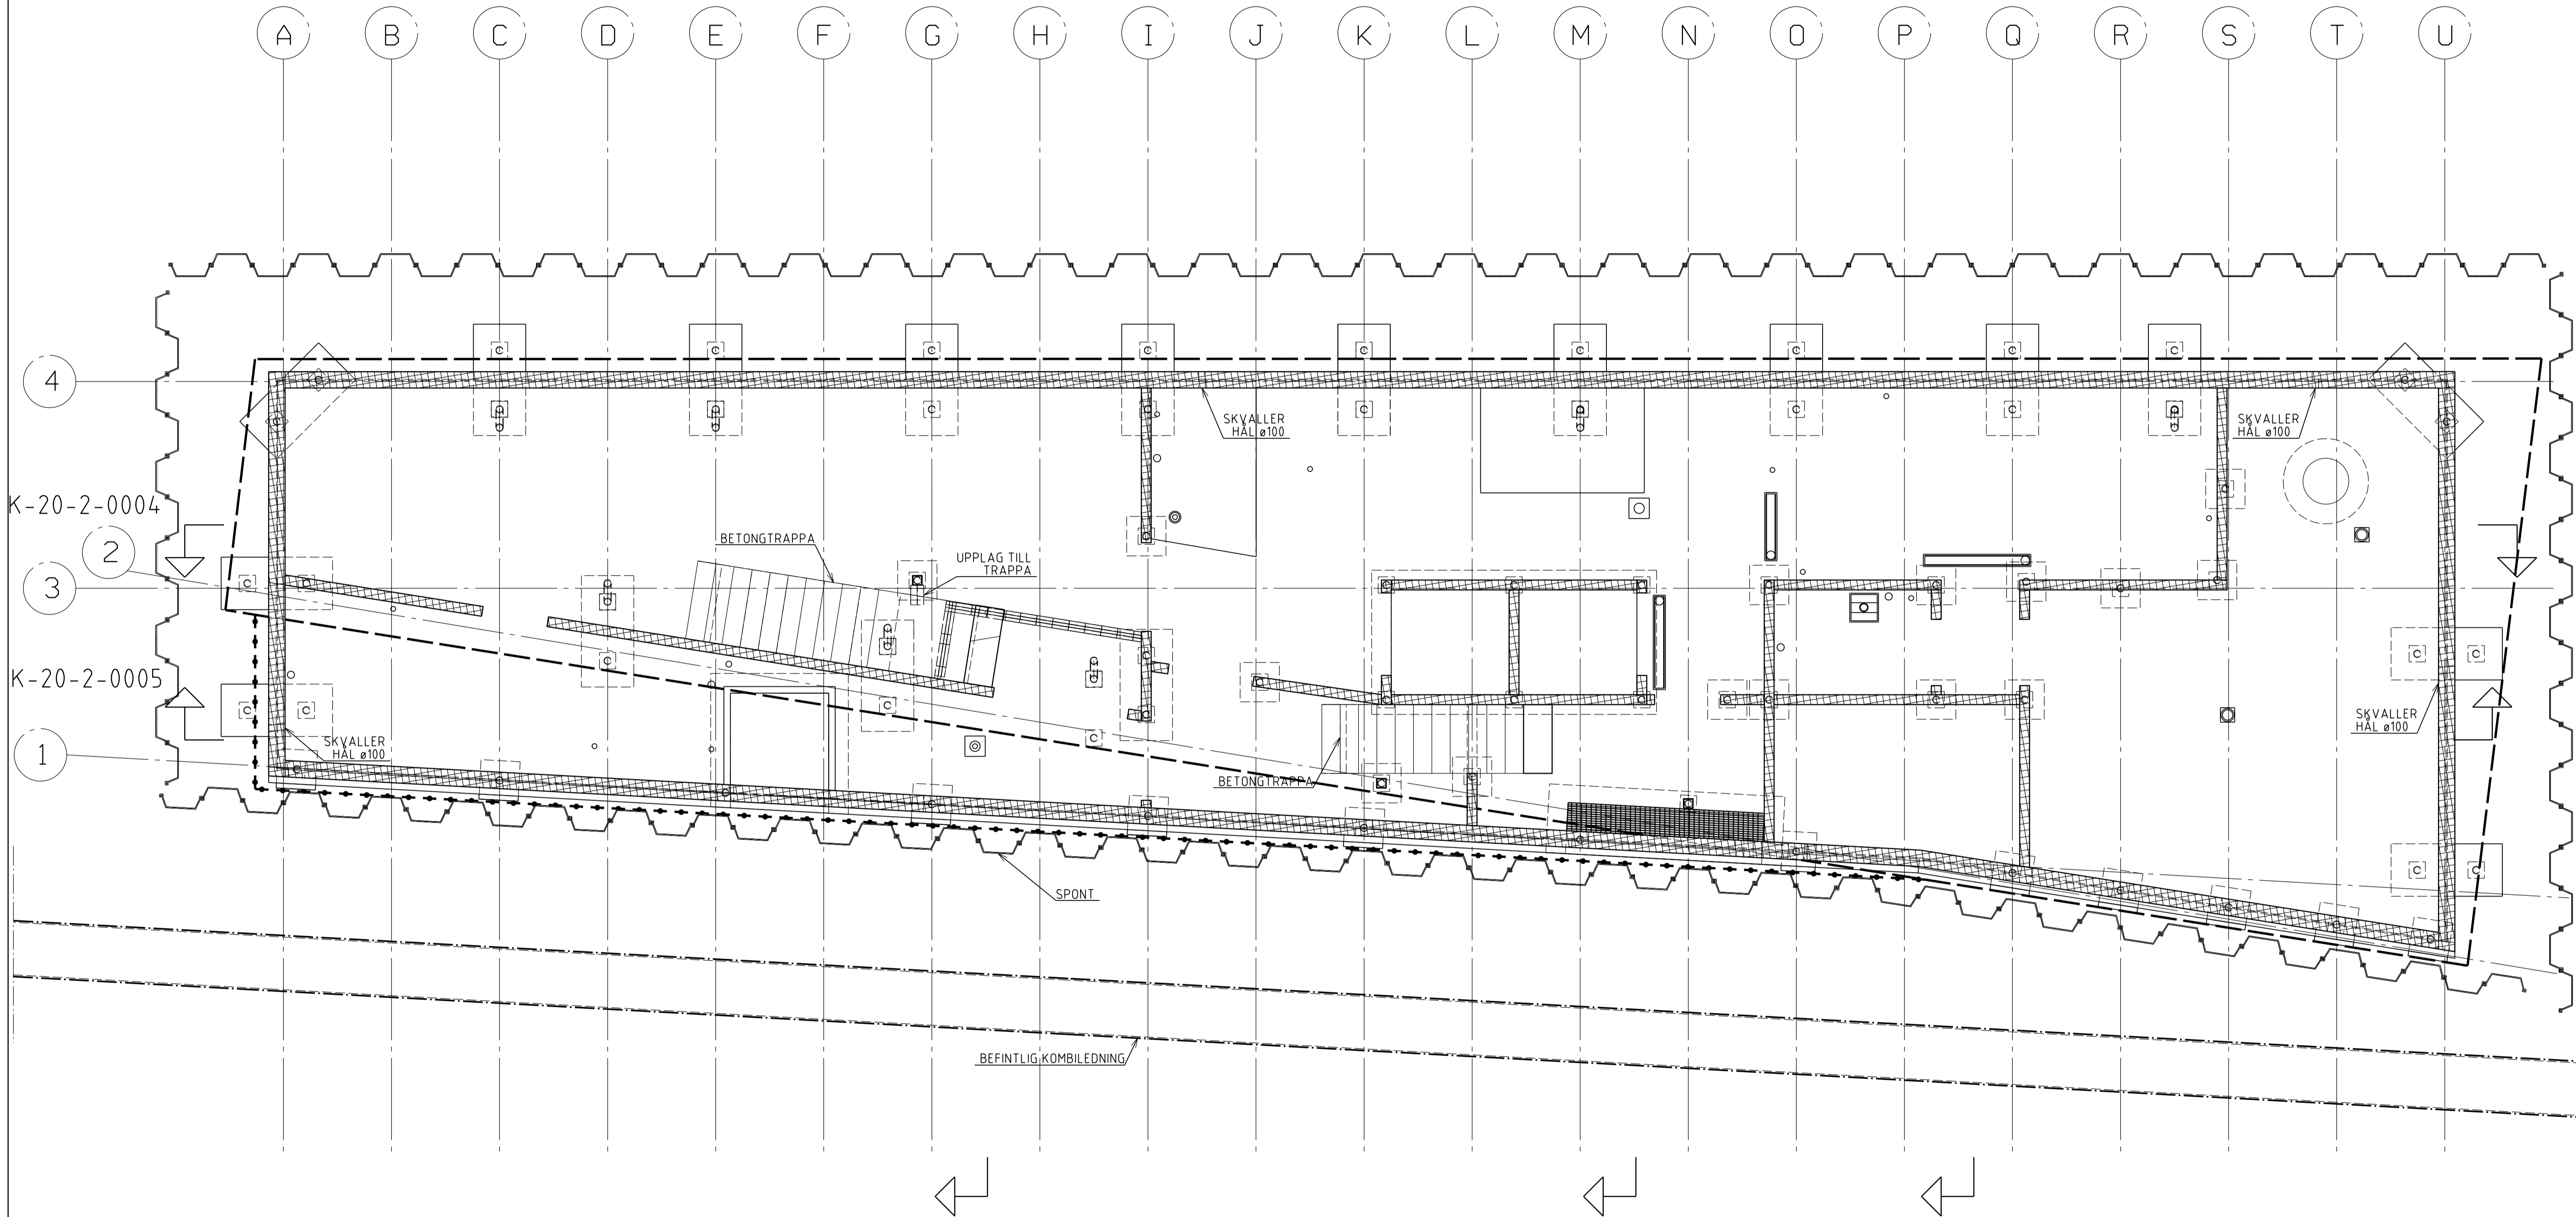 A B C D E F G H I J K L M N O P Q R S T U
4
SKVALLER
HÅL ø100
SKVALLER
HÅL ø100
K-20-2-0004
2
BETONGTRAPPA
UPPLAG TILL
TRAPPA
3
K-20-2-0005
1
SKVALLER
HÅL ø100
SKVALLER
HÅL ø100
BETONGTRAPPA
SPONT
BEFINTLIG KOMBILEDNING